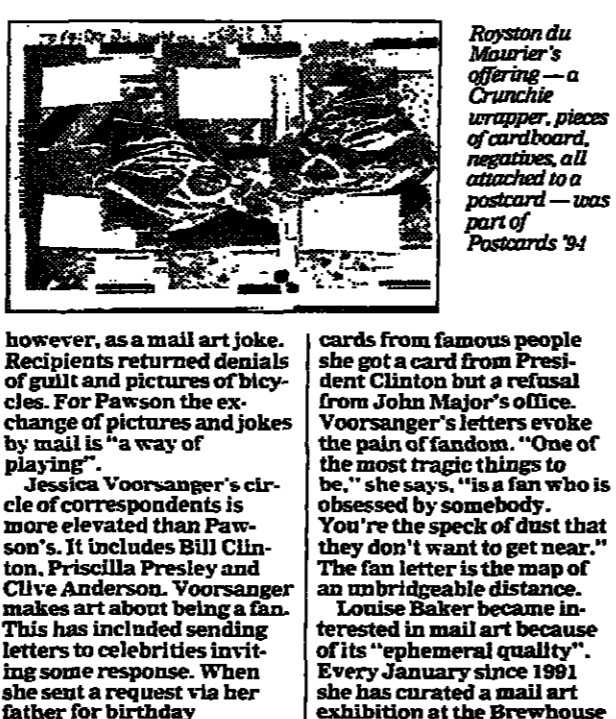 Royston du
Maurier's
offering — a
Crunchie
wrapper, pieces
of cardboard,
negatives, all
attached to a
postcard — was
part of
Postcards '94
however, as a mail art joke.
Recipients returned denials
of guilt and pictures of bicy-
cles. For Pawson the ex-
change of pictures and jokes
by mail is "a way of
playing".
Jessica Voorsanger's cir-
cle of correspondents is
more elevated than Paw-
son's. It includes Bill Clin-
ton, Priscilla Presley and
Clive Anderson. Voorsanger
makes art about being a fan.
This has included sending
letters to celebrities invit-
ing some response. When
she sent a request via her
father for birthday
cards from famous people
she got a card from Presi-
dent Clinton but a refusal
from John Major's office.
Voorsanger's letters evoke
the pain of fandom. "One of
the most tragic things to
be," she says, "is a fan who is
obsessed by somebody.
You're the speck of dust that
they don't want to get near."
The fan letter is the map of
an unbridgeable distance.
Louise Baker became in-
terested in mail art because
of its "ephemeral quality".
Every January since 1991
she has curated a mail art
exhibition at the Brewhouse